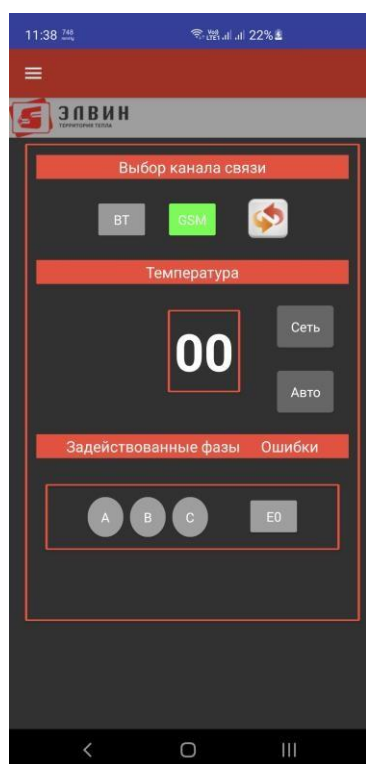 11:38
22%
ЭЛВИН
ТЕРРИТОРИЯ ТЕПЛА
Выбор канала связи
BT GSM
Температура
00
Сеть
Авто
Задействованные фазы Ошибки
A B C E0